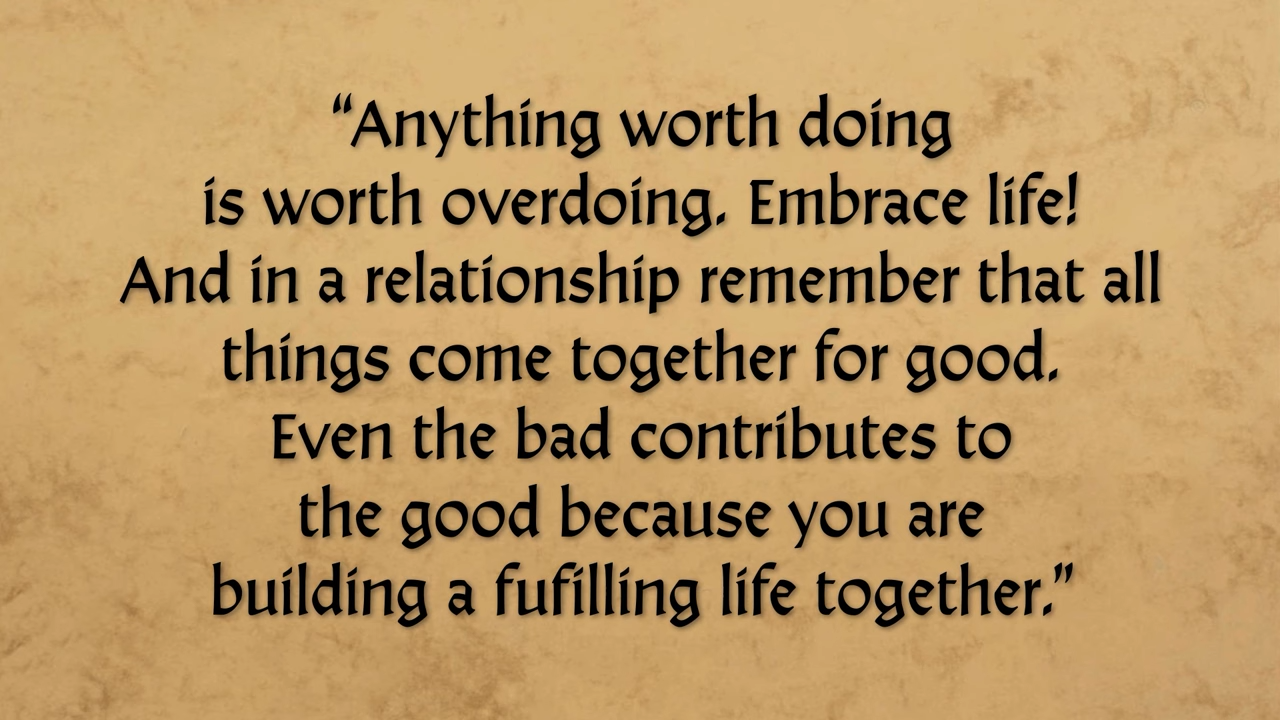 “Anything worth doing
is worth overdoing. Embrace life!
And in a relationship remember that all
things come together for good.
Even the bad contributes to
the good because you are
building a fufilling life together.”